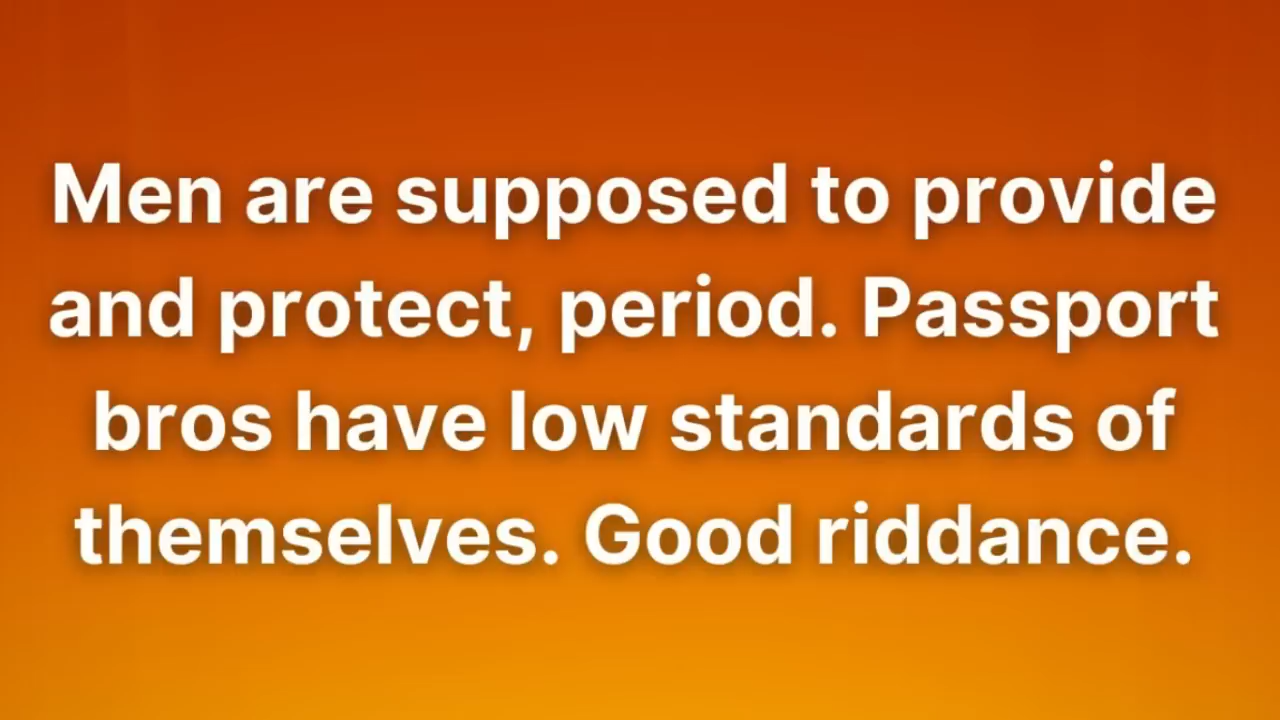 Men are supposed to provide
and protect, period. Passport
bros have low standards of
themselves. Good riddance.